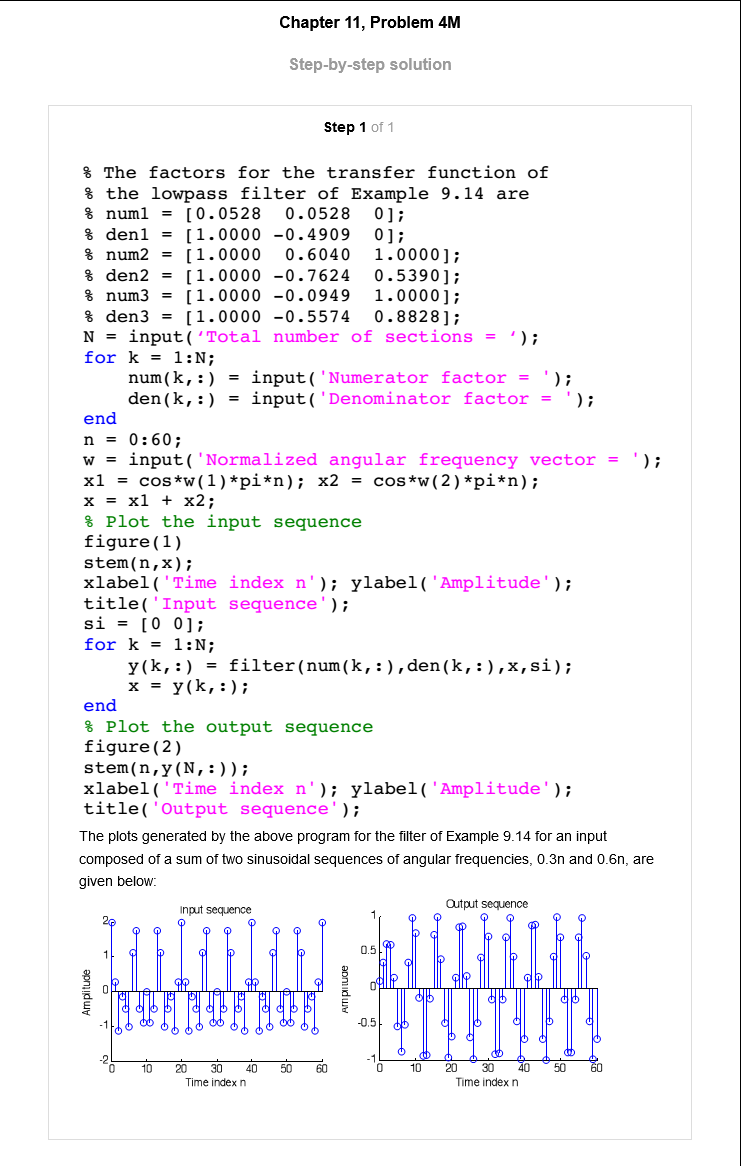 Chapter 11, Problem 4M
Step-by-step solution
Step 1 of 1
% The factors for the transfer function of
% the lowpass filter of Example 9.14 are
% num1 = [0.0528 0.0528 0];
% den1 = [1.0000 -0.4909 0];
% num2 = [1.0000 0.6040 1.0000];
% den2 = [1.0000 -0.7624 0.5390];
% num3 = [1.0000 -0.0949 1.0000];
% den3 = [1.0000 -0.5574 0.8828];
N = input(‘Total number of sections = ‘);
for k = 1:N;
num(k,:) = input('Numerator factor = ');
den(k,:) = input('Denominator factor = ');
end
n = 0:60;
w = input('Normalized angular frequency vector = ');
x1 = cos*w(1)*pi*n); x2 = cos*w(2)*pi*n);
x = x1 + x2;
% Plot the input sequence
figure(1)
stem(n,x);
xlabel('Time index n'); ylabel('Amplitude');
title('Input sequence');
si = [0 0];
for k = 1:N;
y(k,:) = filter(num(k,:),den(k,:),x,si);
x = y(k,:);
end
% Plot the output sequence
figure(2)
stem(n,y(N,:));
xlabel('Time index n'); ylabel('Amplitude');
title('Output sequence');
The plots generated by the above program for the filter of Example 9.14 for an input
composed of a sum of two sinusoidal sequences of angular frequencies, 0.3n and 0.6n, are
given below:
Input sequence
2
1
0
-1
-2
Amplitude
0 10 20 30 40 50 60
Time index n
Output sequence
1
0.5
0
-0.5
-1
Amplitude
0 10 20 30 40 50 60
Time index n